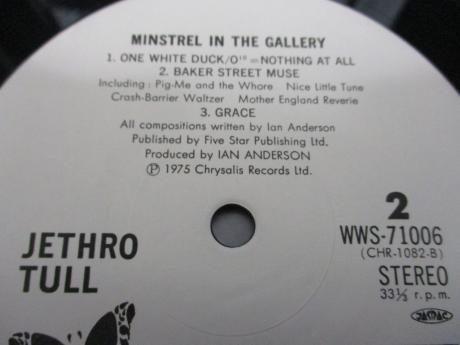 MINSTREL IN THE GALLERY
1. ONE WHITE DUCK/O¹⁰ = NOTHING AT ALL
2. BAKER STREET MUSE
Including : Pig-Me and the Whore   Nice Little Tune
Crash-Barrier Waltzer   Mother England Reverie
3. GRACE
All compositions written by Ian Anderson
Published by Five Star Publishing Ltd.
Produced by IAN ANDERSON
Ⓟ 1975 Chrysalis Records Ltd.
JETHRO
TULL
2
WWS-71006
(CHR-1082-B)
STEREO
33⅓ r.p.m.